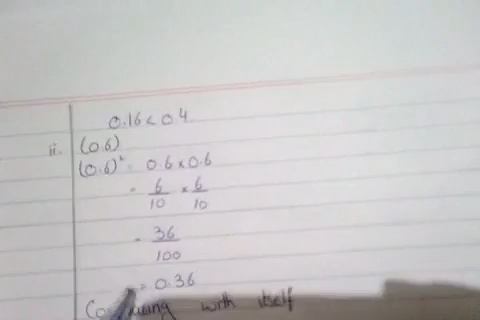 0.16 < 0.4
ii. (0.6)
(0.6)² = 0.6 x 0.6
= 6/10 x 6/10
= 36/100
= 0.36
with itself